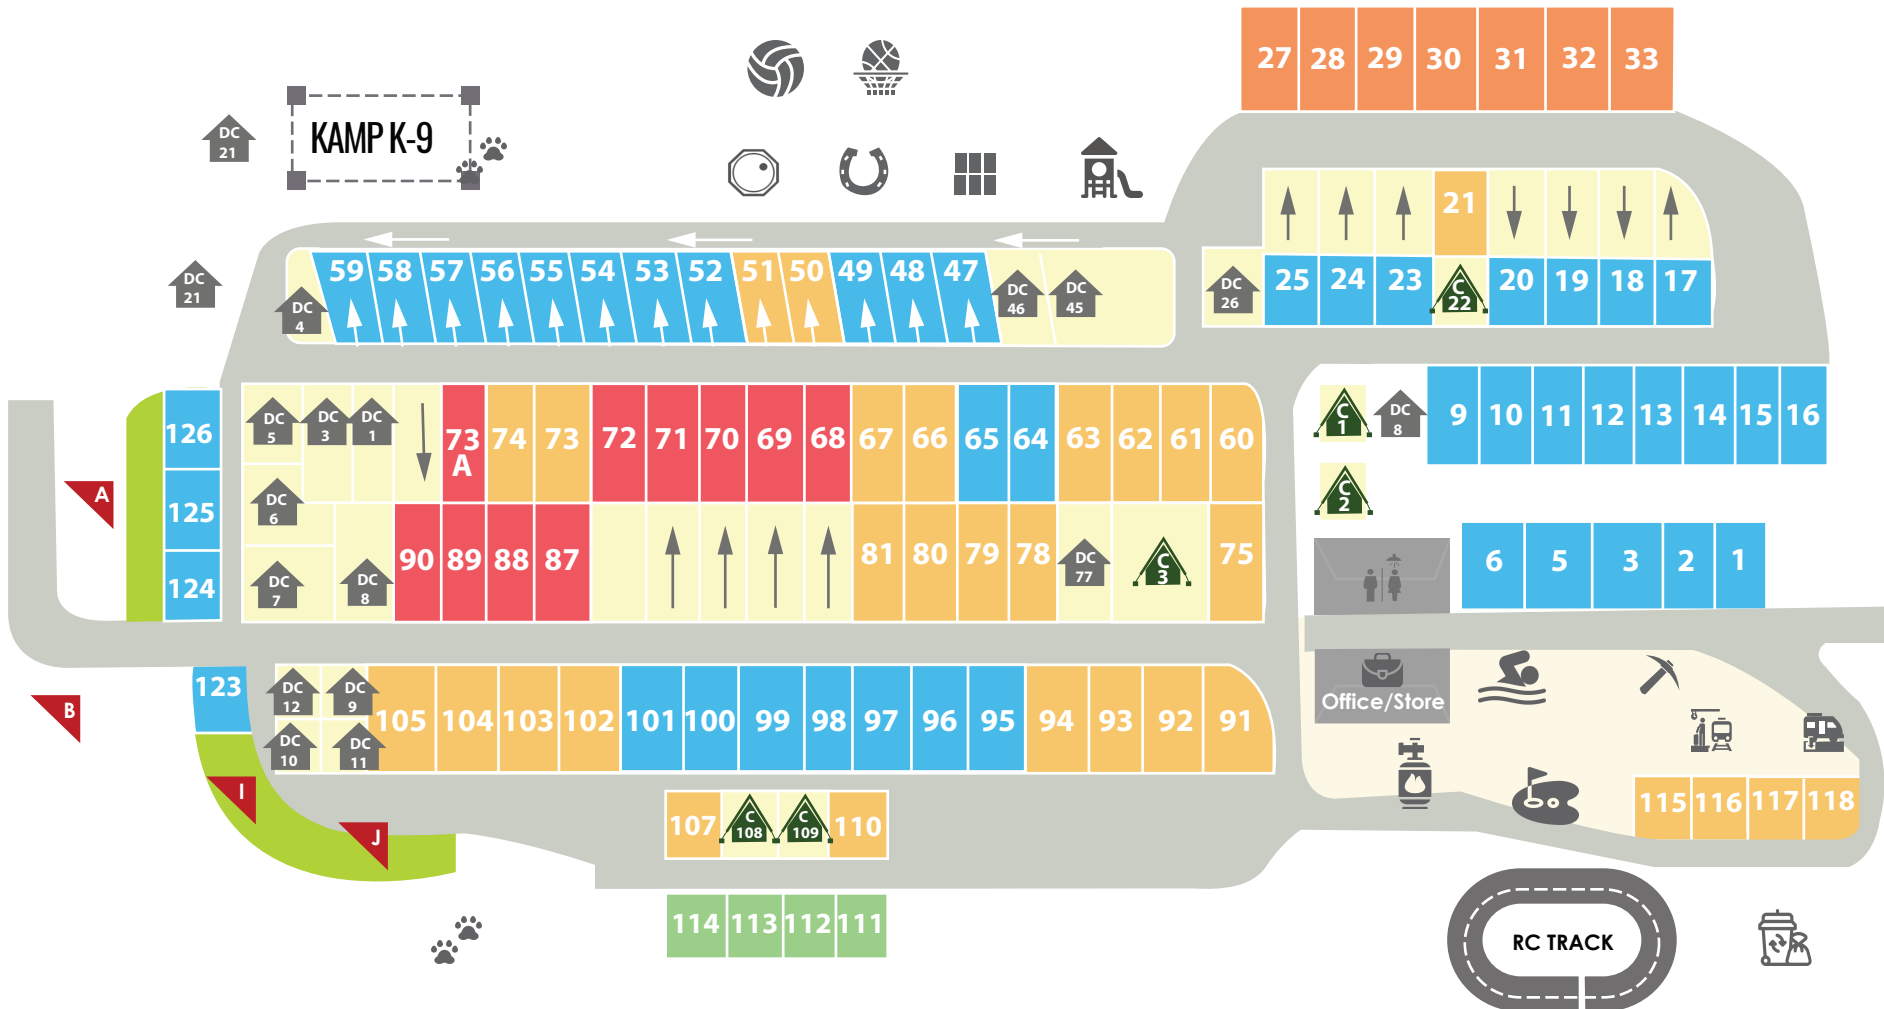 27 28 29 30 31 32 33
DC
21
KAMP K-9
21
DC
21
59 58 57 56 55 54 53 52 51 50 49 48 47
DC
4
DC
46
DC
45
DC
26
25 24 23
C
22
20 19 18 17
126
125
124
A
DC
5
DC
3
DC
1
73
A
74 73 72 71 70 69 68 67 66 65 64 63 62 61 60
C
1
DC
8
9 10 11 12 13 14 15 16
DC
6
C
2
DC
7
DC
8
90 89 88 87 81 80 79 78
DC
77
C
3
75
6 5 3 2 1
123
B
DC
12
DC
9
DC
10
DC
11
105 104 103 102 101 100 99 98 97 96 95 94 93 92 91
Office/Store
I
J
107
C
108
C
109
110
115 116 117 118
114 113 112 111
RC TRACK